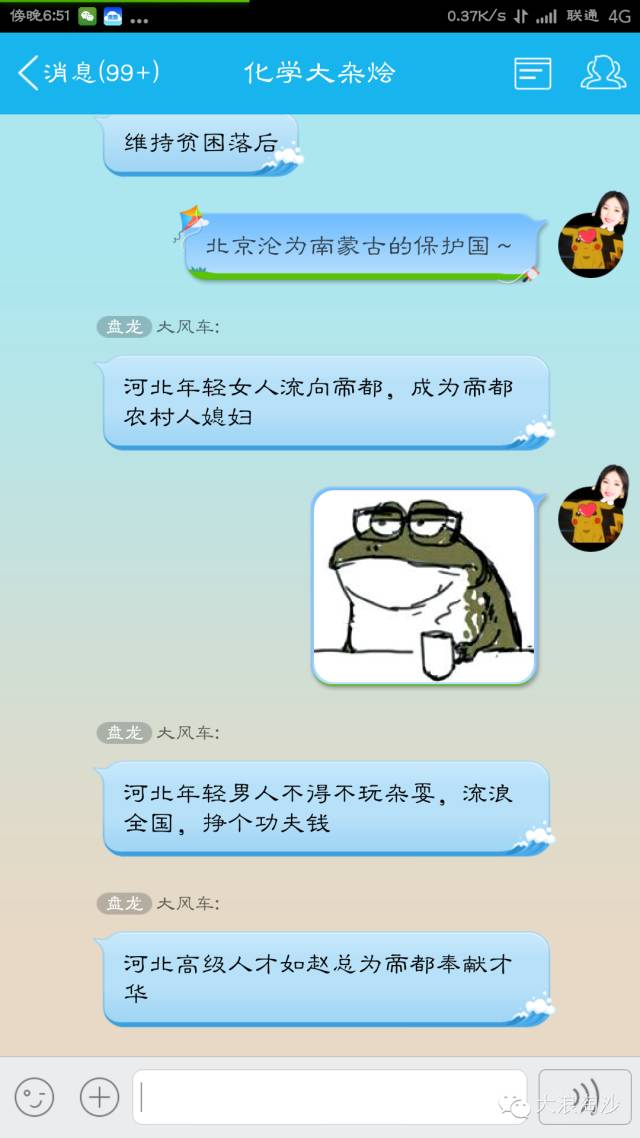 傍晚6:51
0.37K/s
联通 4G
消息(99+)
化学大杂烩
维持贫困落后
北京沦为南蒙古的保护国～
盘龙 大风车:
河北年轻女人流向帝都，成为帝都
农村人媳妇
盘龙 大风车:
河北年轻男人不得不玩杂耍，流浪
全国，挣个功夫钱
盘龙 大风车:
河北高级人才如赵总为帝都奉献才
华
大浪淘沙